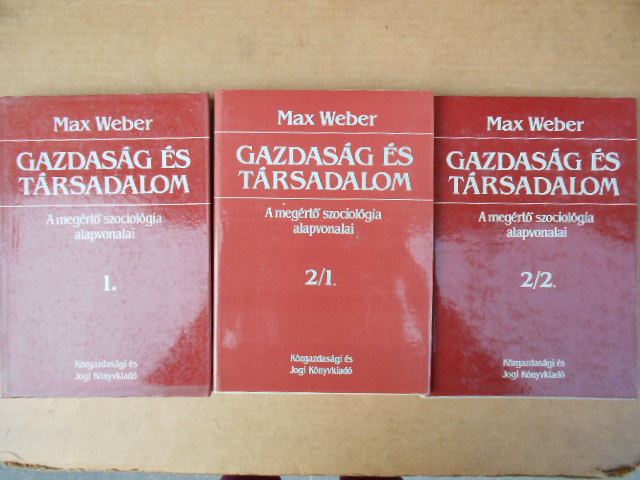 Max Weber
GAZDASÁG ÉS
TÁRSADALOM
A megértő szociológia
alapvonalai
1.
Közgazdasági és
Jogi Könyvkiadó
Max Weber
GAZDASÁG ÉS
TÁRSADALOM
A megértő szociológia
alapvonalai
2/1.
Közgazdasági és
Jogi Könyvkiadó
Max Weber
GAZDASÁG ÉS
TÁRSADALOM
A megértő szociológia
alapvonalai
2/2.
Közgazdasági és
Jogi Könyvkiadó